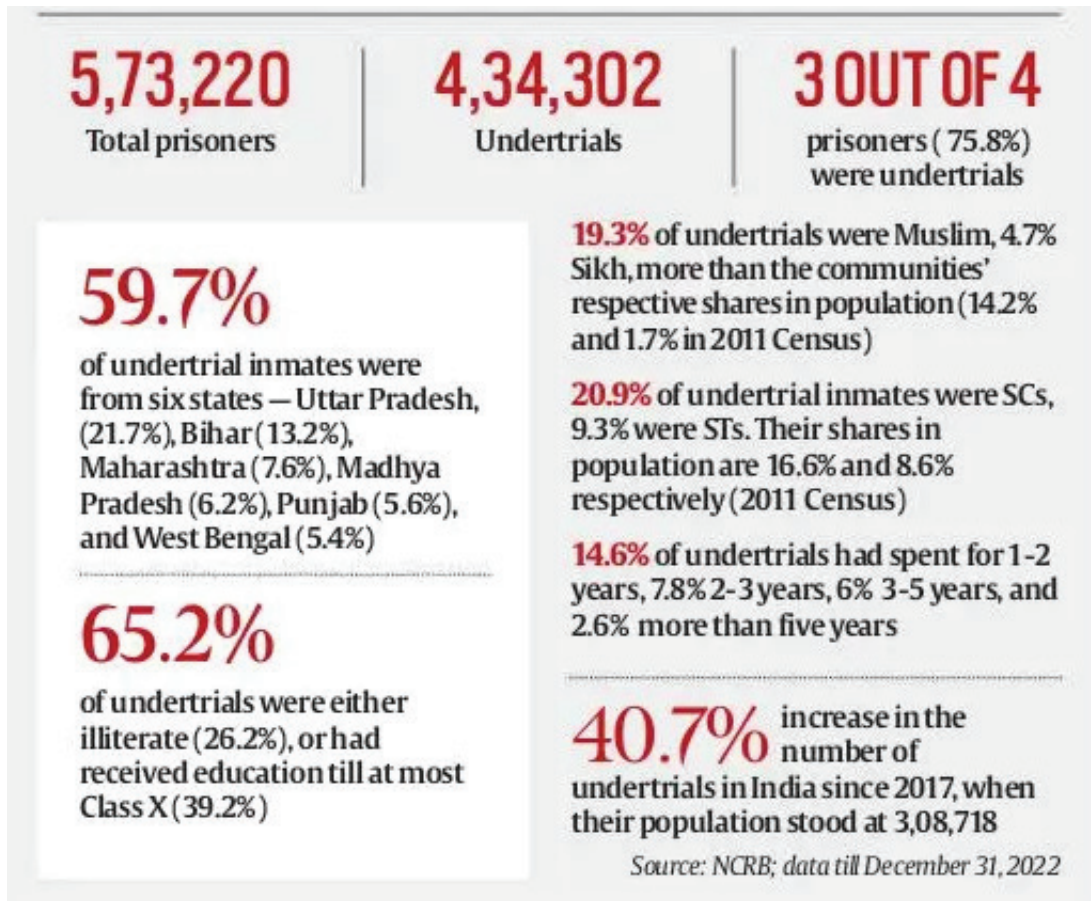 5,73,220
Total prisoners
4,34,302
Undertrials
3 OUT OF 4
prisoners ( 75.8%)
were undertrials
59.7%
of undertrial inmates were
from six states — Uttar Pradesh,
(21.7%), Bihar (13.2%),
Maharashtra (7.6%), Madhya
Pradesh (6.2%), Punjab (5.6%),
and West Bengal (5.4%)
65.2%
of undertrials were either
illiterate (26.2%), or had
received education till at most
Class X (39.2%)
19.3% of undertrials were Muslim, 4.7%
Sikh, more than the communities’
respective shares in population (14.2%
and 1.7% in 2011 Census)
20.9% of undertrial inmates were SCs,
9.3% were STs. Their shares in
population are 16.6% and 8.6%
respectively (2011 Census)
14.6% of undertrials had spent for 1-2
years, 7.8% 2-3 years, 6% 3-5 years, and
2.6% more than five years
40.7% increase in the
number of
undertrials in India since 2017, when
their population stood at 3,08,718
Source: NCRB; data till December 31, 2022